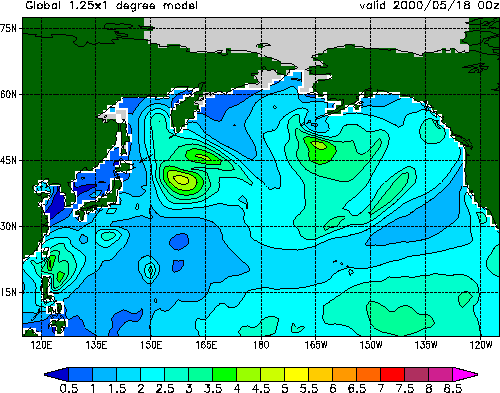 Global 1.25x1 degree model valid 2000/05/18 00z
75N
60N
45N
30N
15N
120E 135E 150E 165E 180 165W 150W 135W 120W
0.5 1 1.5 2 2.5 3 3.5 4 4.5 5 5.5 6 6.5 7 7.5 8 8.5